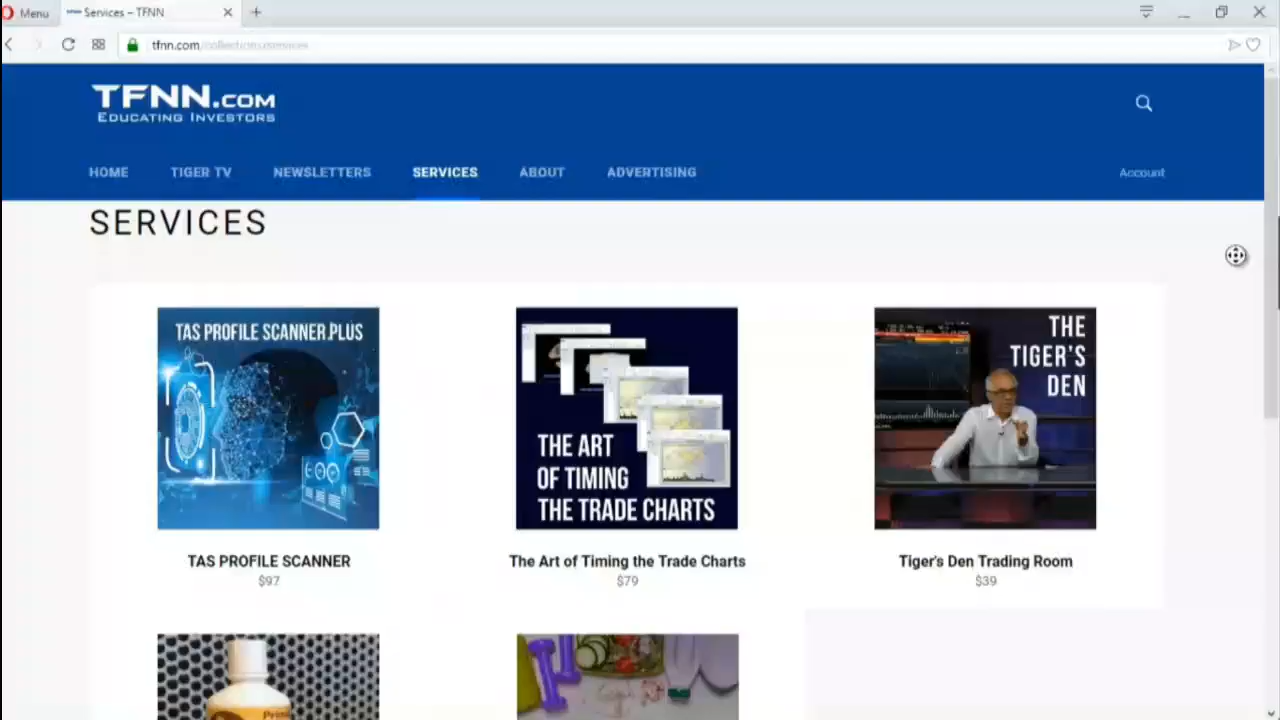 Menu
Services – TFNN
tfnn.com/collections/services
TFNN.COM
EDUCATING INVESTORS
HOME
TIGER TV
NEWSLETTERS
SERVICES
ABOUT
ADVERTISING
Account
SERVICES
TAS PROFILE SCANNER PLUS
THE ART
OF TIMING
THE TRADE CHARTS
THE
TIGER'S
DEN
TAS PROFILE SCANNER
$97
The Art of Timing the Trade Charts
$79
Tiger's Den Trading Room
$39